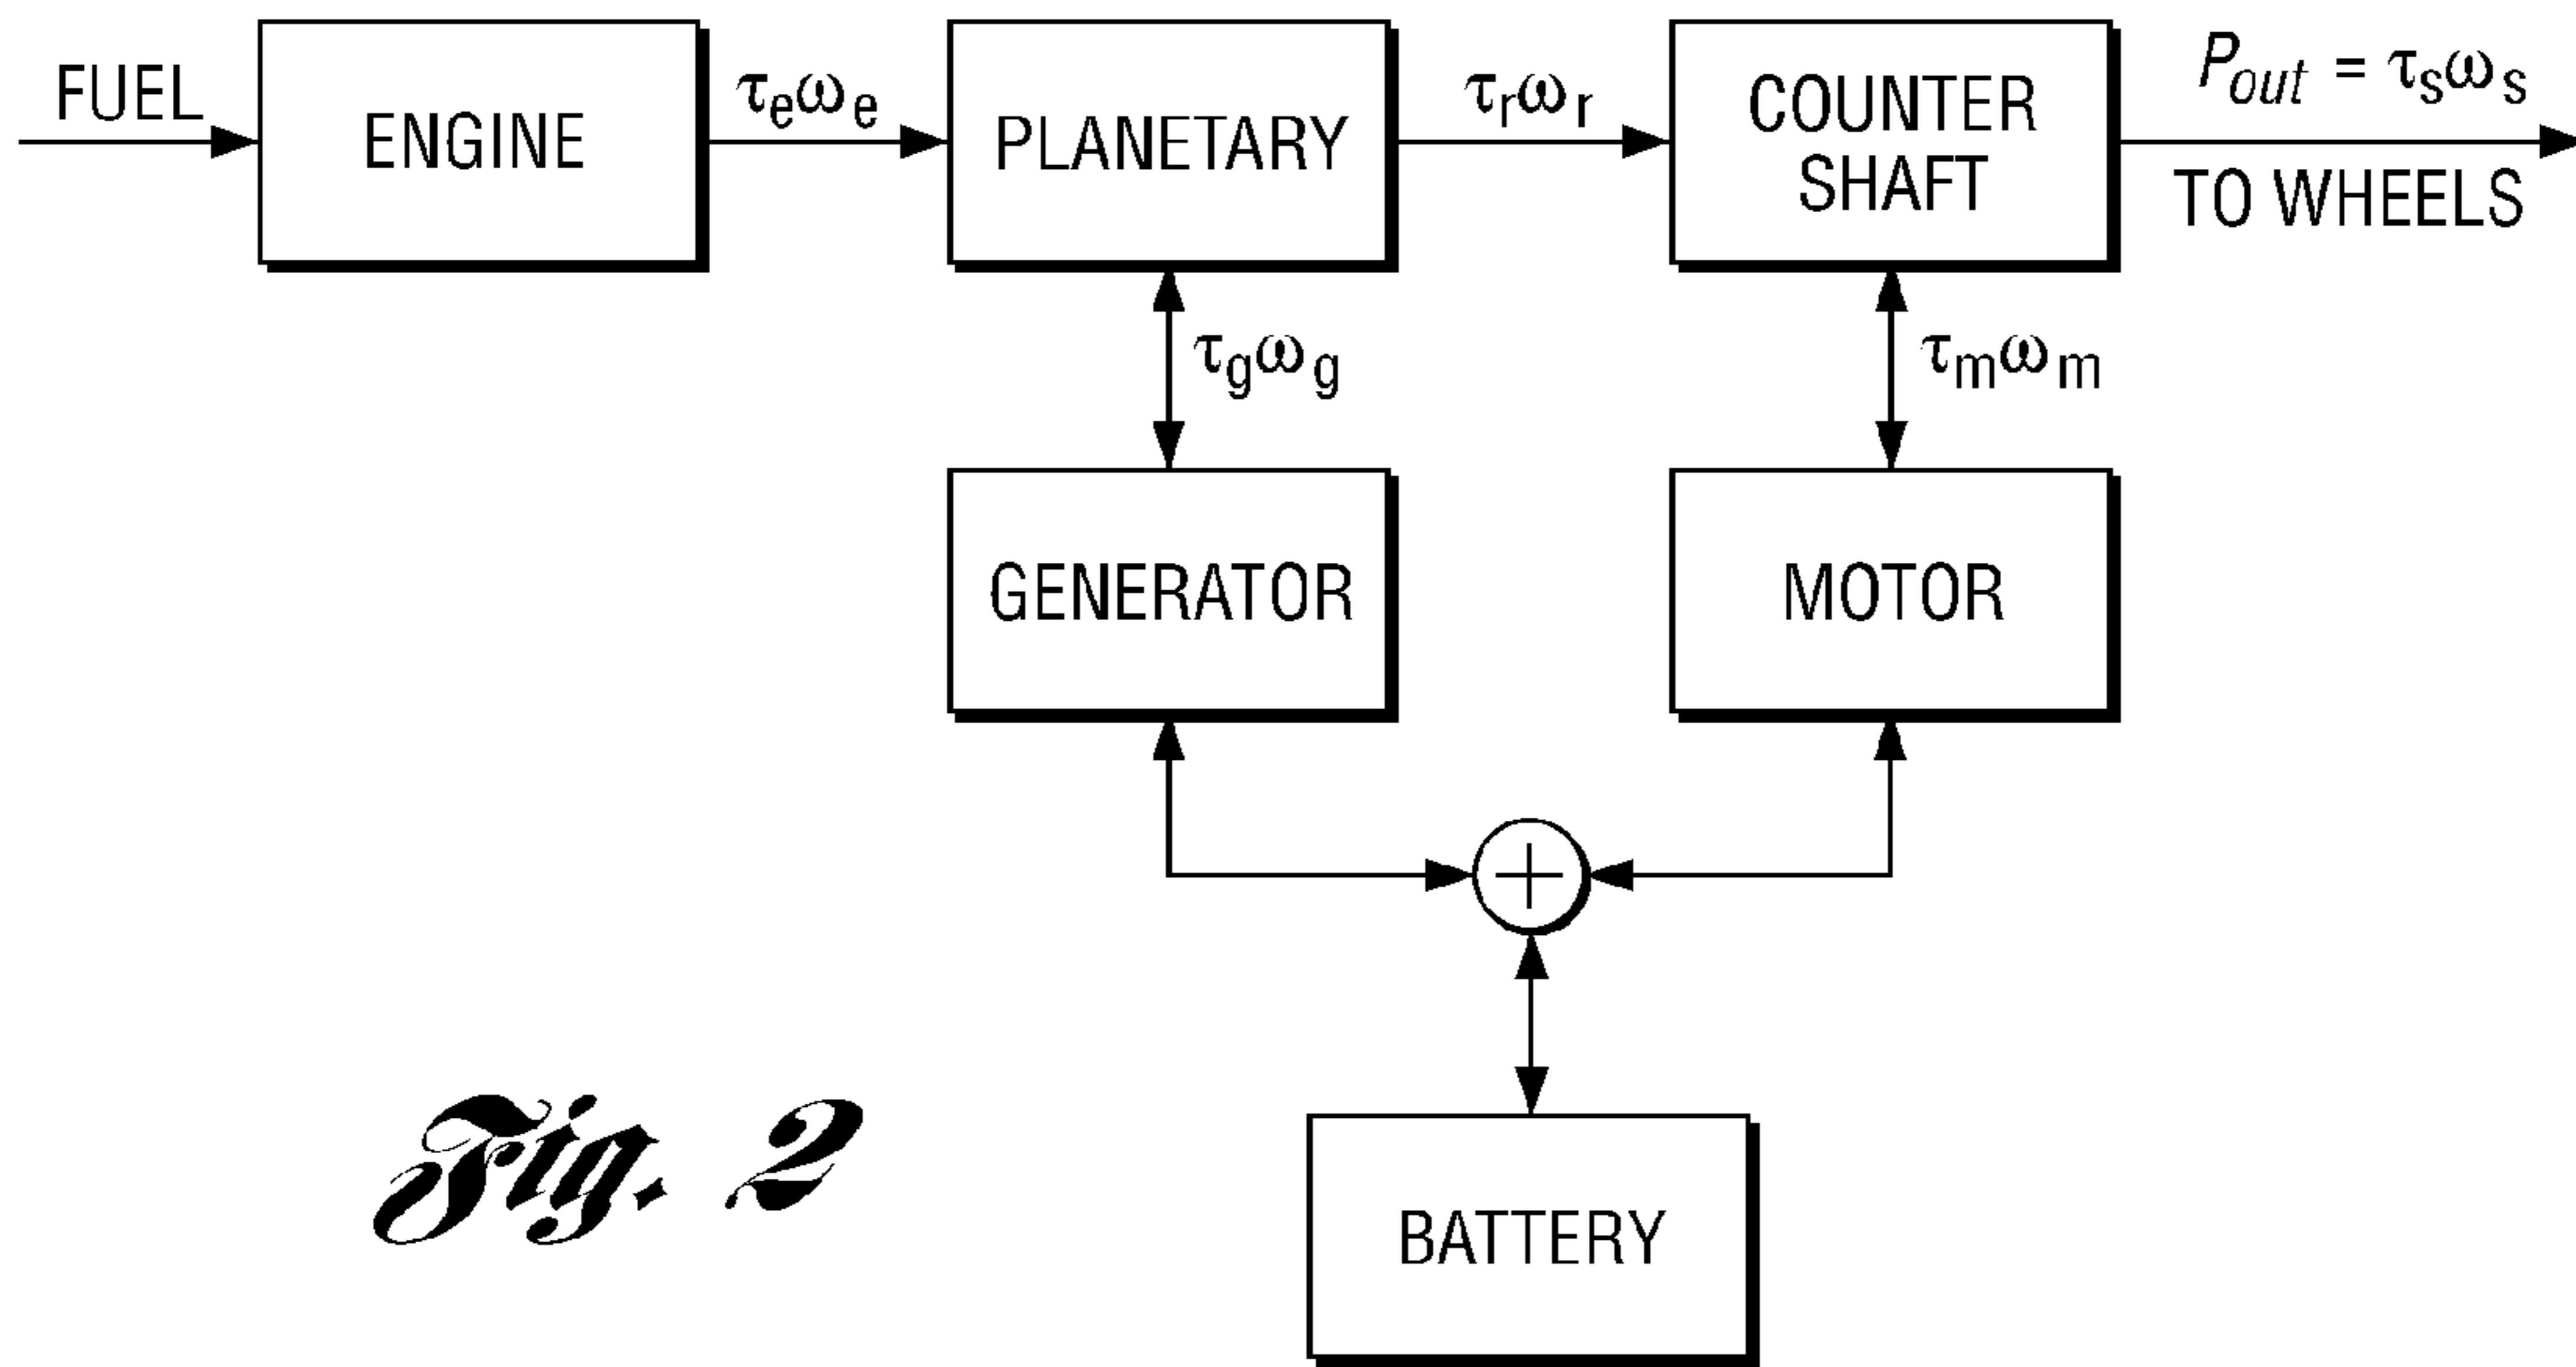 FUEL
ENGINE
τeωe
PLANETARY
τrωr
COUNTER
SHAFT
Pout = τsωs
TO WHEELS
τgωg
τmωm
GENERATOR
MOTOR
+
BATTERY
Fig. 2